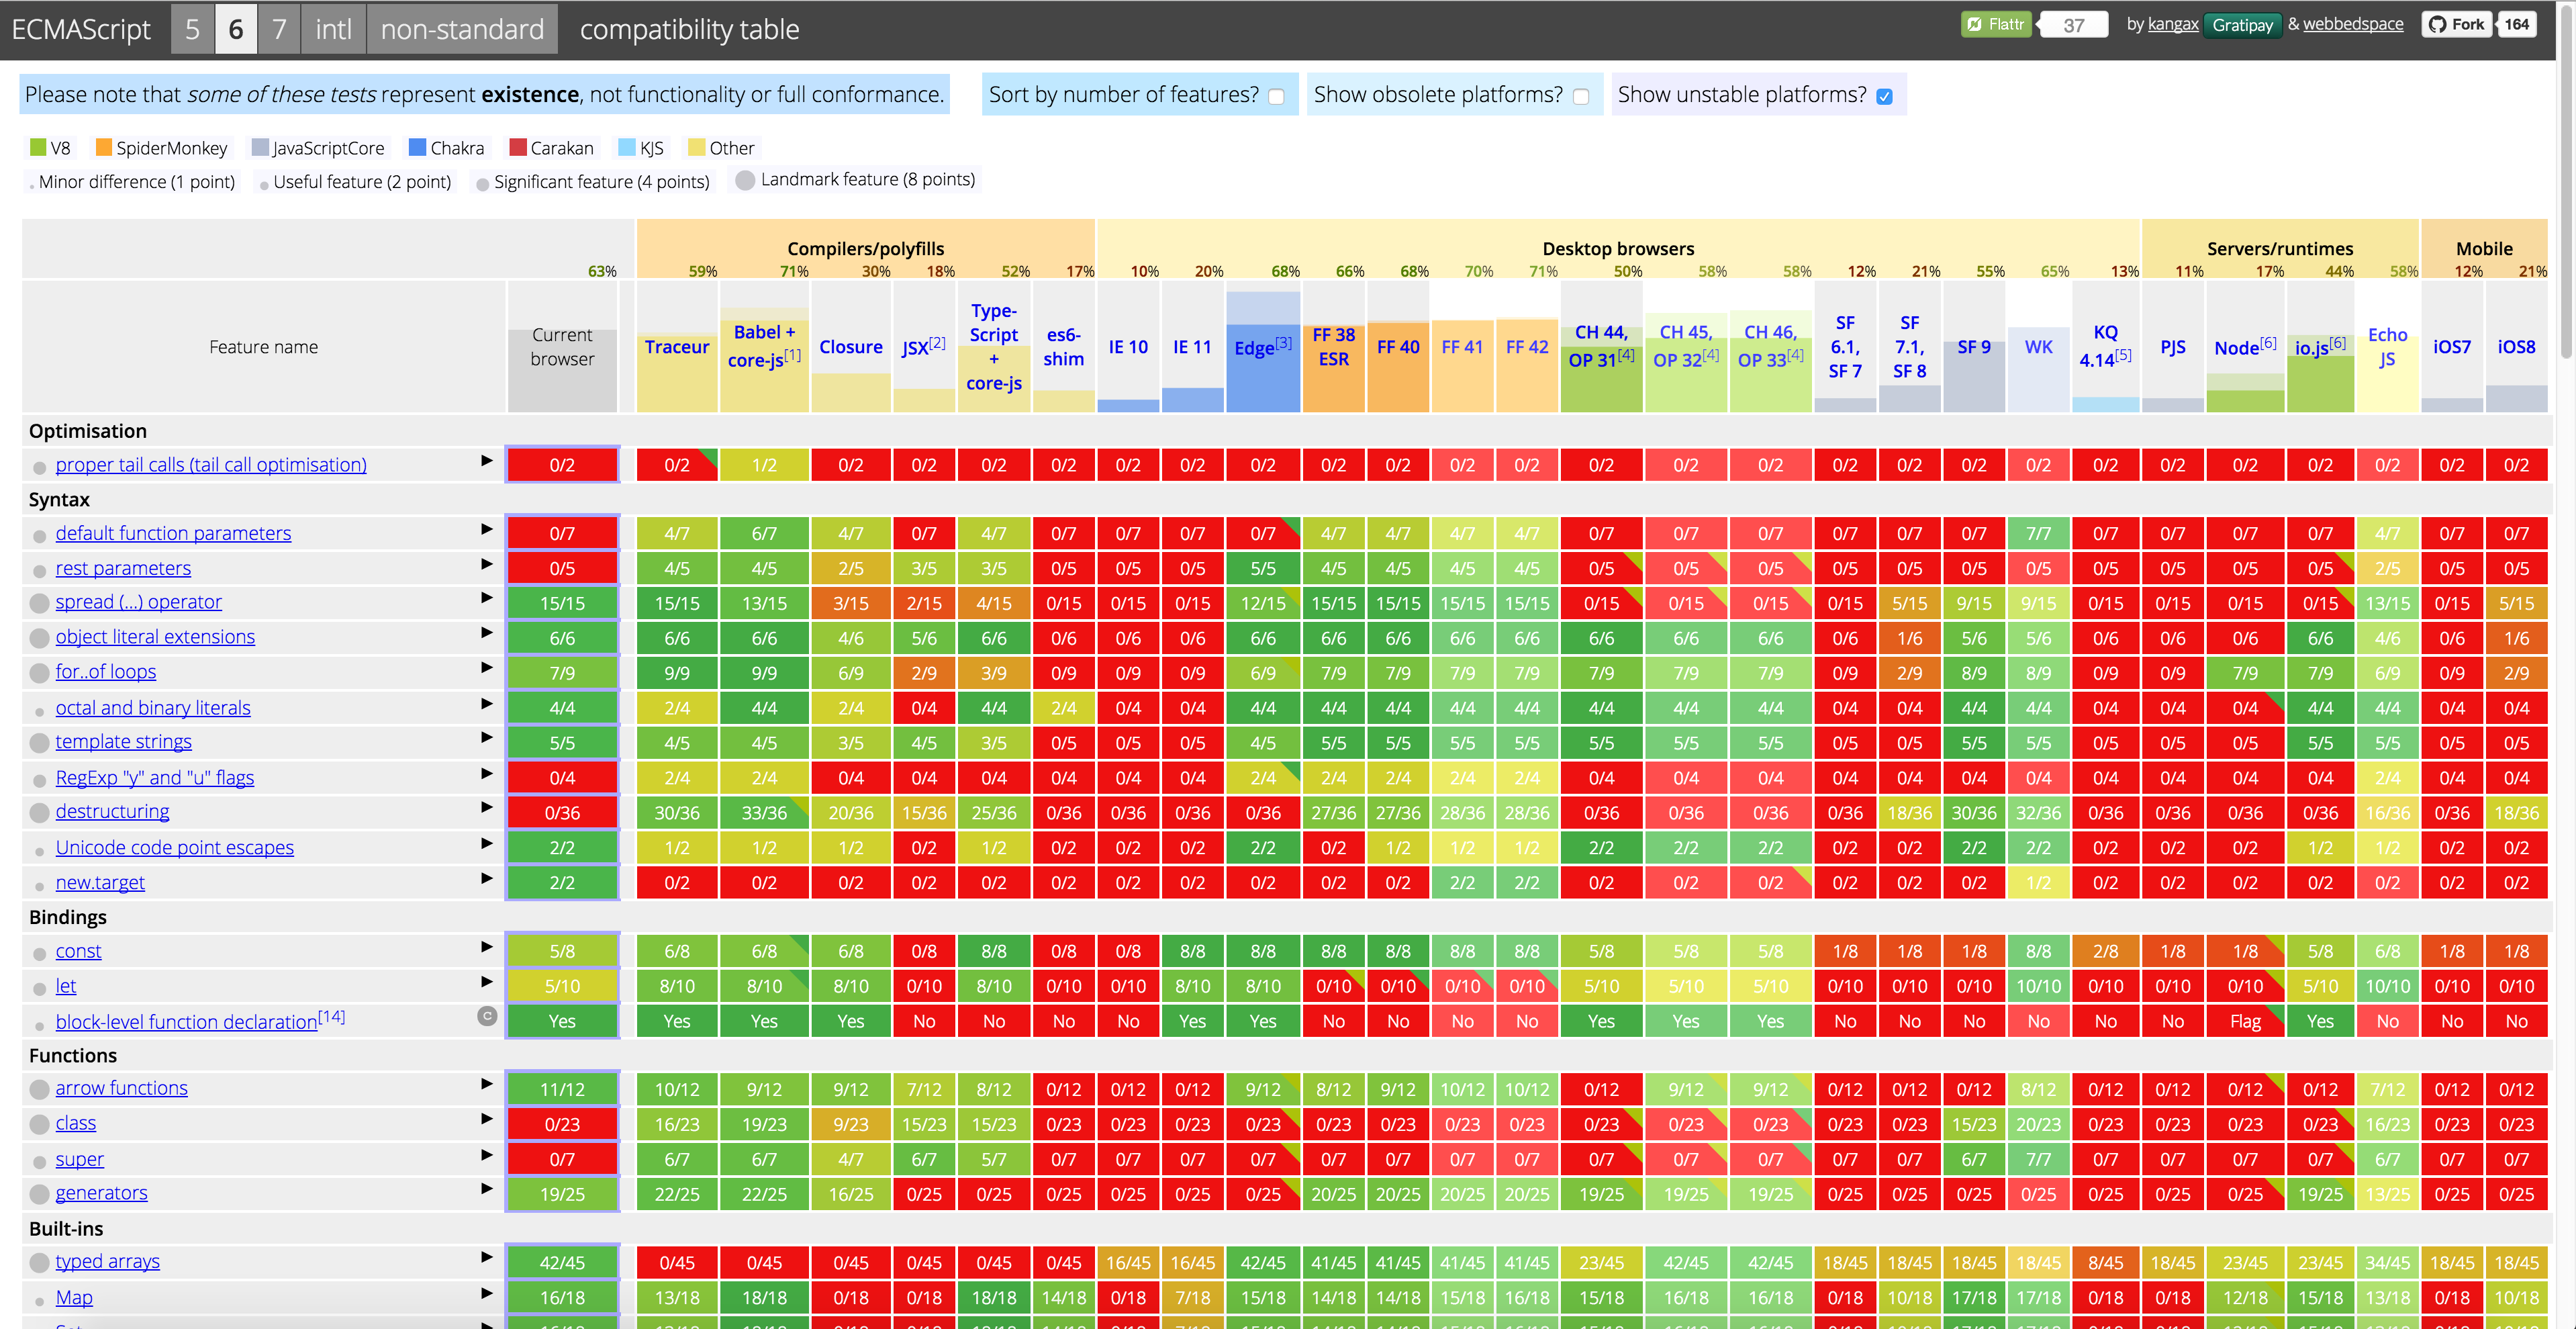 ECMAScript 5 6 7 intl non-standard compatibility table Flattr 37 by kangax Gratipay & webbedspace Fork 164
Please note that some of these tests represent existence, not functionality or full conformance. Sort by number of features? Show obsolete platforms? Show unstable platforms?
V8 SpiderMonkey JavaScriptCore Chakra Carakan KJS Other
Minor difference (1 point) Useful feature (2 point) Significant feature (4 points) Landmark feature (8 points)
Compilers/polyfills Desktop browsers Servers/runtimes Mobile
63% 59% 71% 30% 18% 52% 17% 10% 20% 68% 66% 68% 70% 71% 50% 58% 58% 12% 21% 55% 65% 13% 11% 17% 44% 58% 12% 21%
Feature name Current browser Traceur Babel + core-js[1] Closure JSX[2] Type-Script + core-js es6-shim IE 10 IE 11 Edge[3] FF 38 ESR FF 40 FF 41 FF 42 CH 44, OP 31[4] CH 45, OP 32[4] CH 46, OP 33[4] SF 6.1, SF 7 SF 7.1, SF 8 SF 9 WK KQ 4.14[5] PJS Node[6] io.js[6] Echo JS iOS7 iOS8
Optimisation
proper tail calls (tail call optimisation) 0/2 0/2 1/2 0/2 0/2 0/2 0/2 0/2 0/2 0/2 0/2 0/2 0/2 0/2 0/2 0/2 0/2 0/2 0/2 0/2 0/2 0/2 0/2 0/2 0/2 0/2 0/2 0/2
Syntax
default function parameters 0/7 4/7 6/7 4/7 0/7 4/7 0/7 0/7 0/7 0/7 4/7 4/7 4/7 4/7 0/7 0/7 0/7 0/7 0/7 0/7 7/7 0/7 0/7 0/7 0/7 4/7 0/7 0/7
rest parameters 0/5 4/5 4/5 2/5 3/5 3/5 0/5 0/5 0/5 5/5 4/5 4/5 4/5 4/5 0/5 0/5 0/5 0/5 0/5 0/5 0/5 0/5 0/5 0/5 0/5 2/5 0/5 0/5
spread (...) operator 15/15 15/15 13/15 3/15 2/15 4/15 0/15 0/15 0/15 12/15 15/15 15/15 15/15 15/15 0/15 0/15 0/15 0/15 5/15 9/15 9/15 0/15 0/15 0/15 0/15 13/15 0/15 5/15
object literal extensions 6/6 6/6 6/6 4/6 5/6 6/6 0/6 0/6 0/6 6/6 6/6 6/6 6/6 6/6 6/6 6/6 6/6 0/6 1/6 5/6 5/6 0/6 0/6 0/6 6/6 4/6 0/6 1/6
for..of loops 7/9 9/9 9/9 6/9 2/9 3/9 0/9 0/9 0/9 6/9 7/9 7/9 7/9 7/9 7/9 7/9 7/9 0/9 2/9 8/9 8/9 0/9 0/9 7/9 7/9 6/9 0/9 2/9
octal and binary literals 4/4 2/4 4/4 2/4 0/4 4/4 2/4 0/4 0/4 4/4 4/4 4/4 4/4 4/4 4/4 4/4 4/4 0/4 0/4 4/4 4/4 0/4 0/4 0/4 4/4 4/4 0/4 0/4
template strings 5/5 4/5 4/5 3/5 4/5 3/5 0/5 0/5 0/5 4/5 5/5 5/5 5/5 5/5 5/5 5/5 5/5 0/5 0/5 5/5 5/5 0/5 0/5 0/5 5/5 5/5 0/5 0/5
RegExp "y" and "u" flags 0/4 2/4 2/4 0/4 0/4 0/4 0/4 0/4 0/4 2/4 2/4 2/4 2/4 2/4 0/4 0/4 0/4 0/4 0/4 0/4 0/4 0/4 0/4 0/4 0/4 2/4 0/4 0/4
destructuring 0/36 30/36 33/36 20/36 15/36 25/36 0/36 0/36 0/36 0/36 27/36 27/36 28/36 28/36 0/36 0/36 0/36 0/36 18/36 30/36 32/36 0/36 0/36 0/36 0/36 16/36 0/36 18/36
Unicode code point escapes 2/2 1/2 1/2 1/2 0/2 1/2 0/2 0/2 0/2 2/2 0/2 1/2 1/2 1/2 2/2 2/2 2/2 0/2 0/2 2/2 2/2 0/2 0/2 0/2 1/2 1/2 0/2 0/2
new.target 2/2 0/2 0/2 0/2 0/2 0/2 0/2 0/2 0/2 0/2 0/2 0/2 2/2 2/2 0/2 0/2 0/2 0/2 0/2 0/2 1/2 0/2 0/2 0/2 0/2 0/2 0/2 0/2
Bindings
const 5/8 6/8 6/8 6/8 0/8 8/8 0/8 0/8 8/8 8/8 8/8 8/8 8/8 8/8 5/8 5/8 5/8 1/8 1/8 1/8 8/8 2/8 1/8 1/8 5/8 6/8 1/8 1/8
let 5/10 8/10 8/10 8/10 0/10 8/10 0/10 0/10 8/10 8/10 0/10 0/10 0/10 0/10 5/10 5/10 5/10 0/10 0/10 0/10 10/10 0/10 0/10 0/10 5/10 10/10 0/10 0/10
block-level function declaration[14] C Yes Yes Yes Yes No No No No Yes Yes No No No No Yes Yes Yes No No No No No No Flag Yes No No No
Functions
arrow functions 11/12 10/12 9/12 9/12 7/12 8/12 0/12 0/12 0/12 9/12 8/12 9/12 10/12 10/12 0/12 9/12 9/12 0/12 0/12 0/12 8/12 0/12 0/12 0/12 0/12 7/12 0/12 0/12
class 0/23 16/23 19/23 9/23 15/23 15/23 0/23 0/23 0/23 0/23 0/23 0/23 0/23 0/23 0/23 0/23 0/23 0/23 0/23 15/23 20/23 0/23 0/23 0/23 0/23 16/23 0/23 0/23
super 0/7 6/7 6/7 4/7 6/7 5/7 0/7 0/7 0/7 0/7 0/7 0/7 0/7 0/7 0/7 0/7 0/7 0/7 0/7 6/7 7/7 0/7 0/7 0/7 0/7 6/7 0/7 0/7
generators 19/25 22/25 22/25 16/25 0/25 0/25 0/25 0/25 0/25 0/25 20/25 20/25 20/25 20/25 19/25 19/25 19/25 0/25 0/25 0/25 0/25 0/25 0/25 0/25 19/25 13/25 0/25 0/25
Built-ins
typed arrays 42/45 0/45 0/45 0/45 0/45 0/45 0/45 16/45 16/45 42/45 41/45 41/45 41/45 41/45 23/45 42/45 42/45 18/45 18/45 18/45 18/45 8/45 18/45 23/45 23/45 34/45 18/45 18/45
Map 16/18 13/18 18/18 0/18 0/18 18/18 14/18 0/18 7/18 15/18 14/18 14/18 15/18 16/18 15/18 16/18 16/18 0/18 10/18 17/18 17/18 0/18 0/18 12/18 15/18 13/18 0/18 10/18